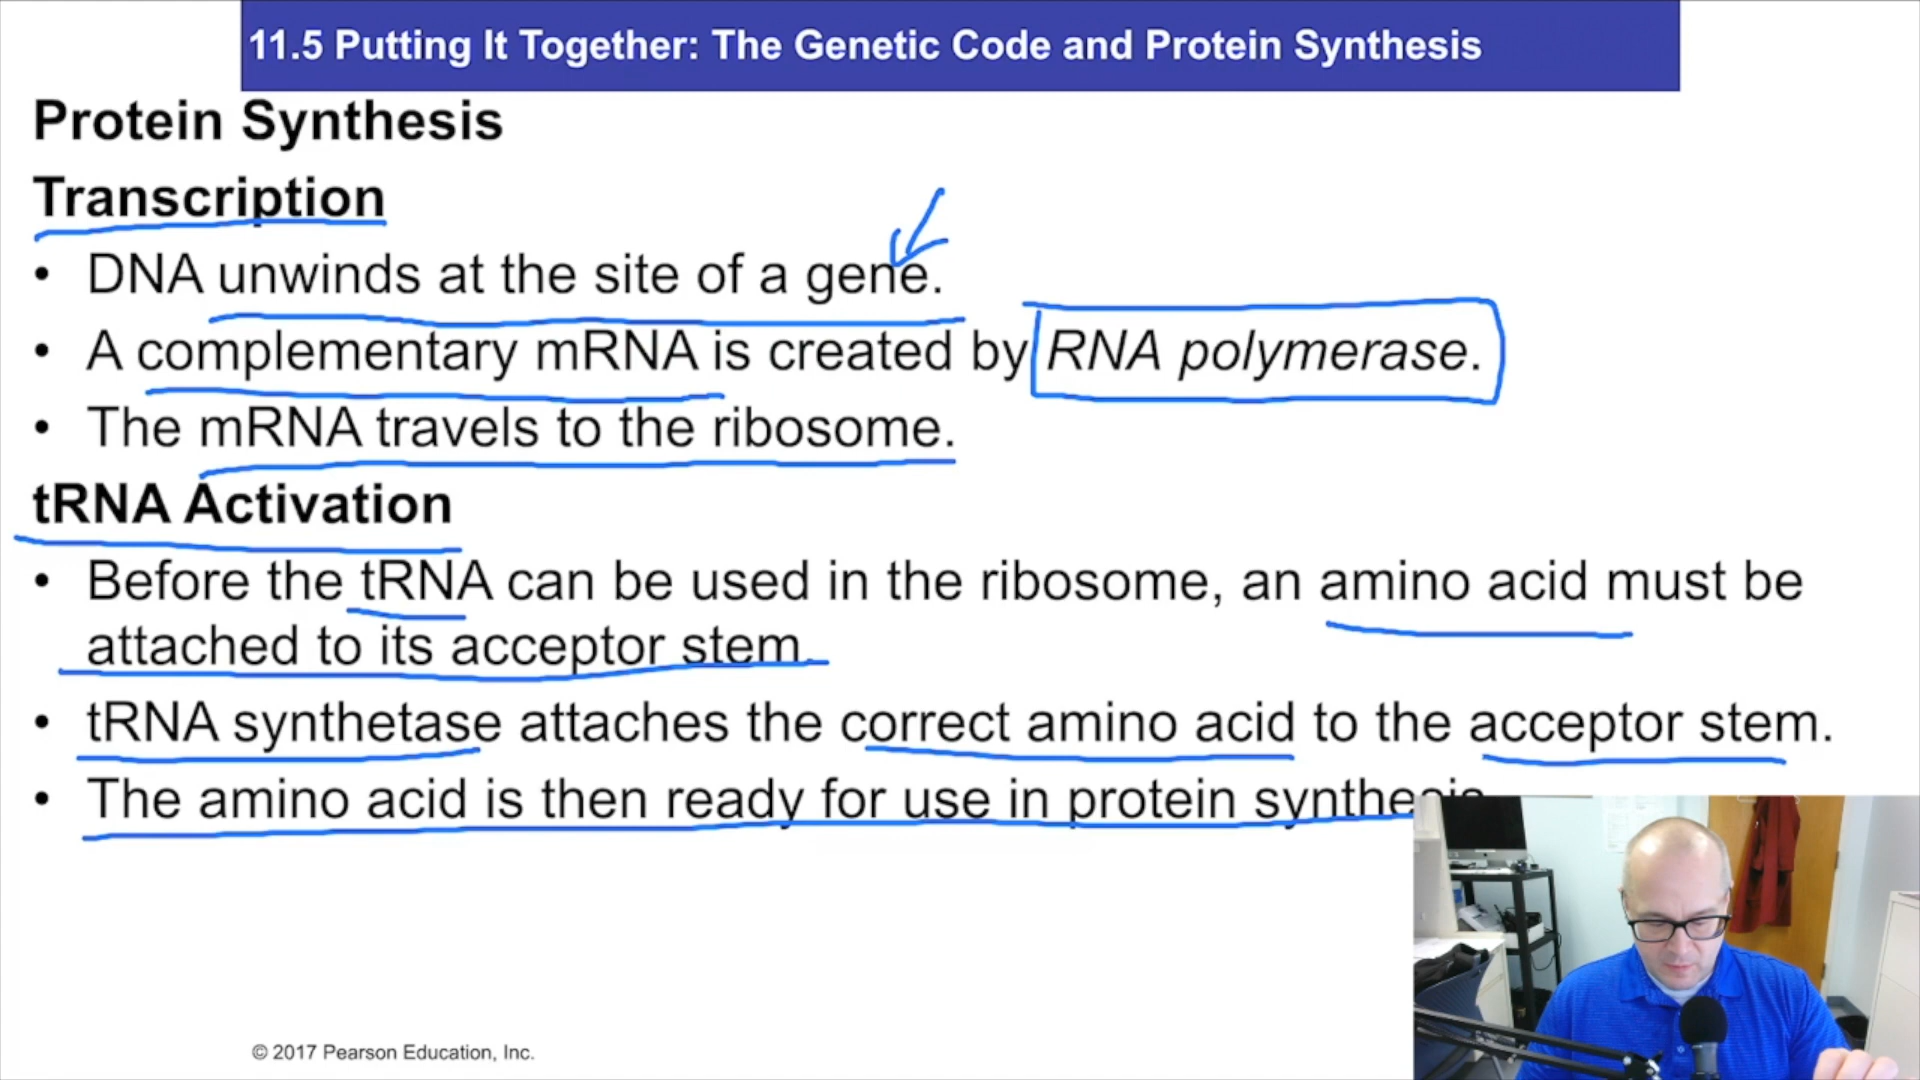 11.5 Putting It Together: The Genetic Code and Protein Synthesis
Protein Synthesis
Transcription
• DNA unwinds at the site of a gene.
• A complementary mRNA is created by RNA polymerase.
• The mRNA travels to the ribosome.
tRNA Activation
• Before the tRNA can be used in the ribosome, an amino acid must be
attached to its acceptor stem.
• tRNA synthetase attaches the correct amino acid to the acceptor stem.
• The amino acid is then ready for use in protein synthesis.
© 2017 Pearson Education, Inc.